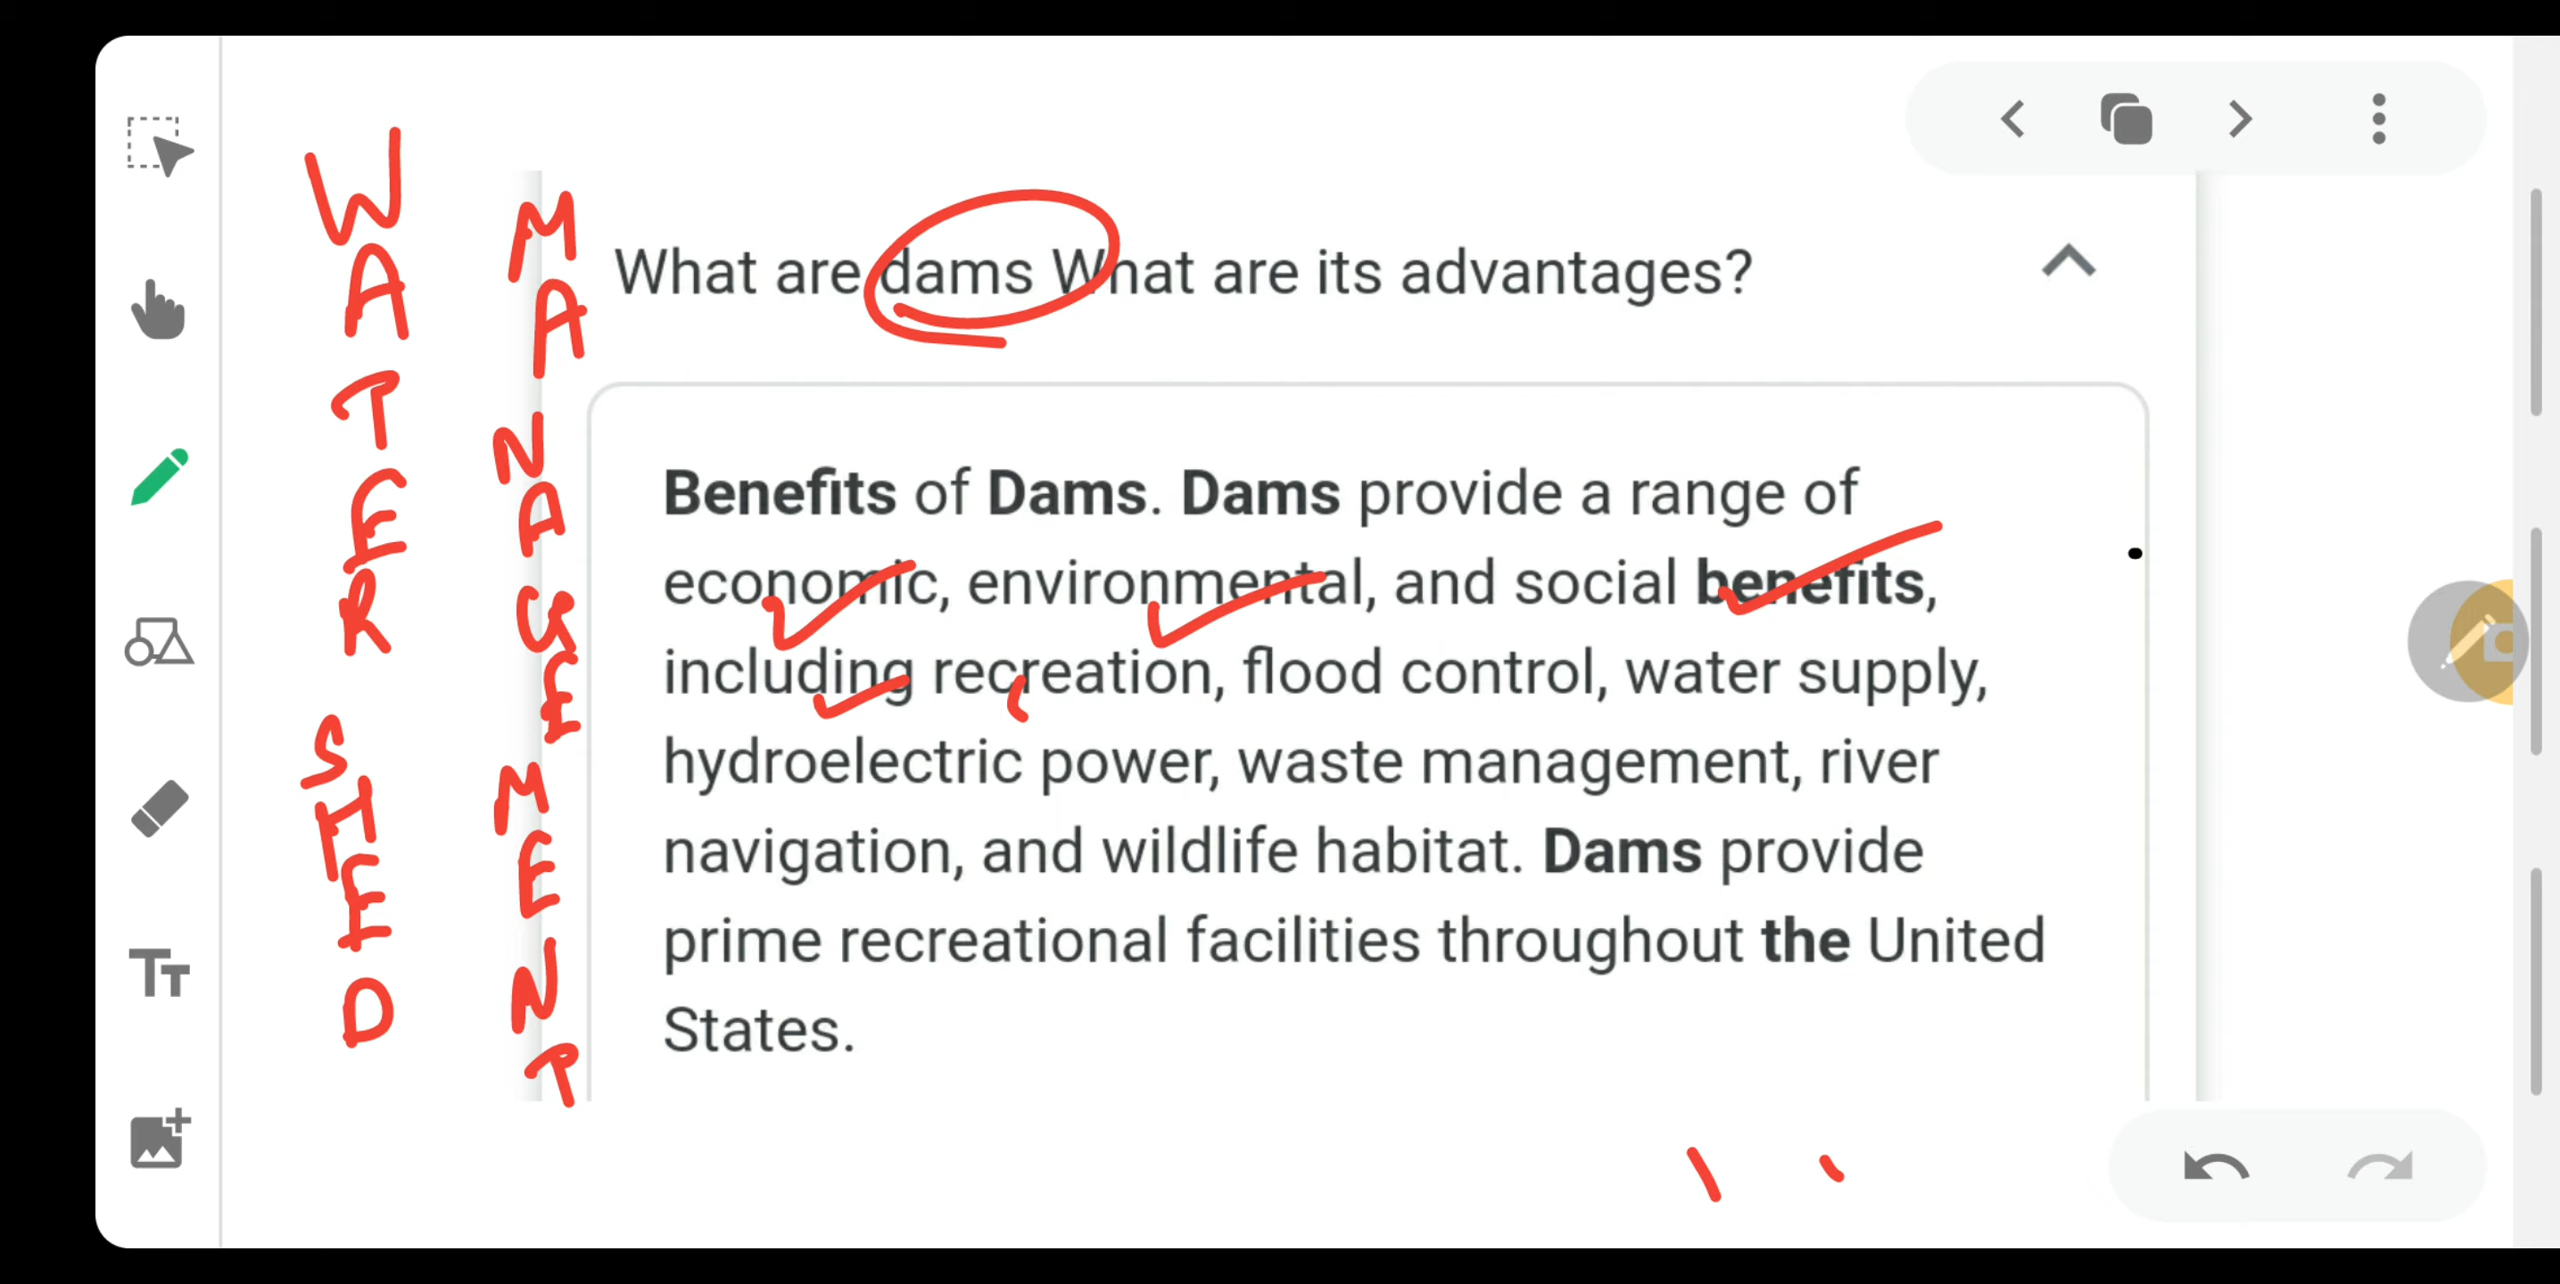 WATER SHED
MANAGEMENT
What are dams What are its advantages?
Benefits of Dams. Dams provide a range of
economic, environmental, and social benefits,
including recreation, flood control, water supply,
hydroelectric power, waste management, river
navigation, and wildlife habitat. Dams provide
prime recreational facilities throughout the United
States.